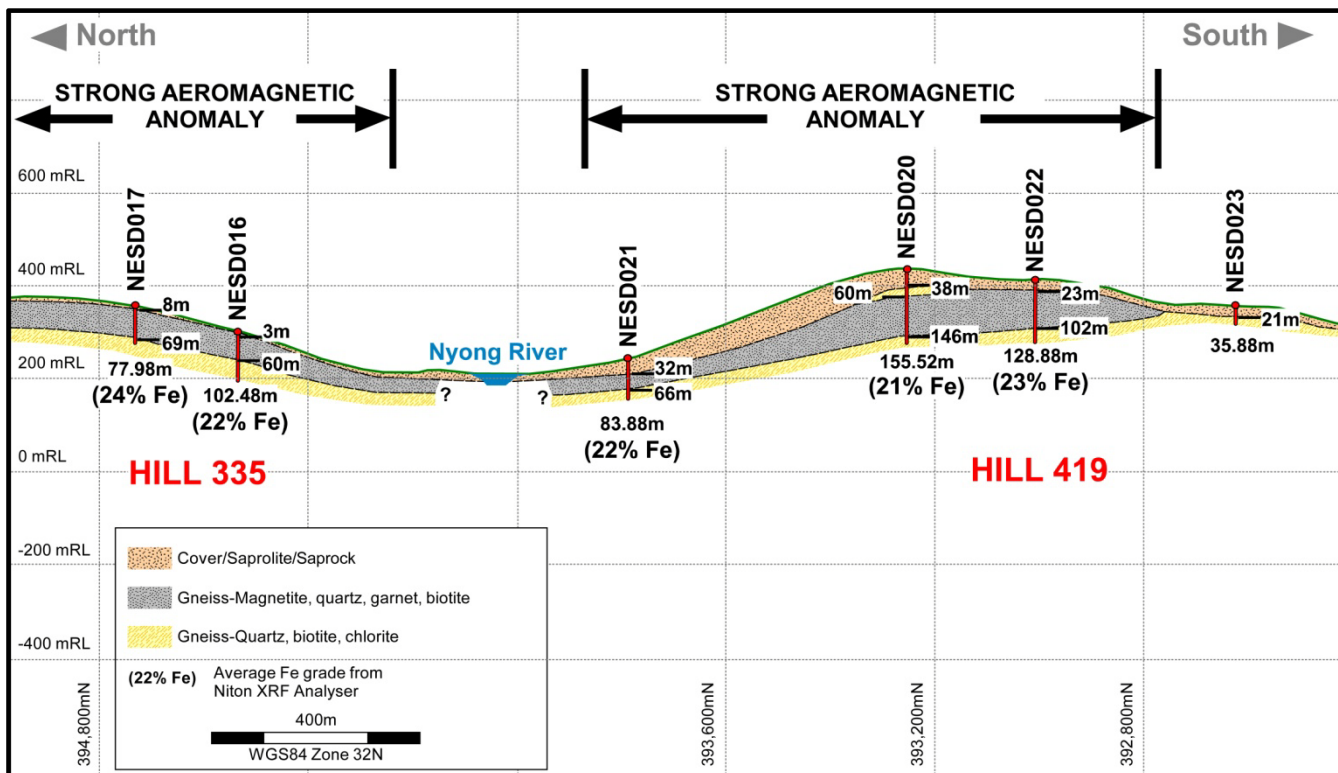 North
South
STRONG AEROMAGNETIC
ANOMALY
STRONG AEROMAGNETIC
ANOMALY
600 mRL
400 mRL
200 mRL
0 mRL
-200 mRL
-400 mRL
NESD017
8m
69m
77.98m
(24% Fe)
NESD016
3m
60m
102.48m
(22% Fe)
HILL 335
Nyong River
?
?
NESD021
32m
66m
83.88m
(22% Fe)
NESD020
60m
38m
146m
155.52m
(21% Fe)
NESD022
23m
102m
128.88m
(23% Fe)
NESD023
21m
35.88m
HILL 419
Cover/Saprolite/Saprock
Gneiss-Magnetite, quartz, garnet, biotite
Gneiss-Quartz, biotite, chlorite
(22% Fe) Average Fe grade from
Niton XRF Analyser
400m
WGS84 Zone 32N
394,800mN
393,600mN
393,200mN
392,800mN